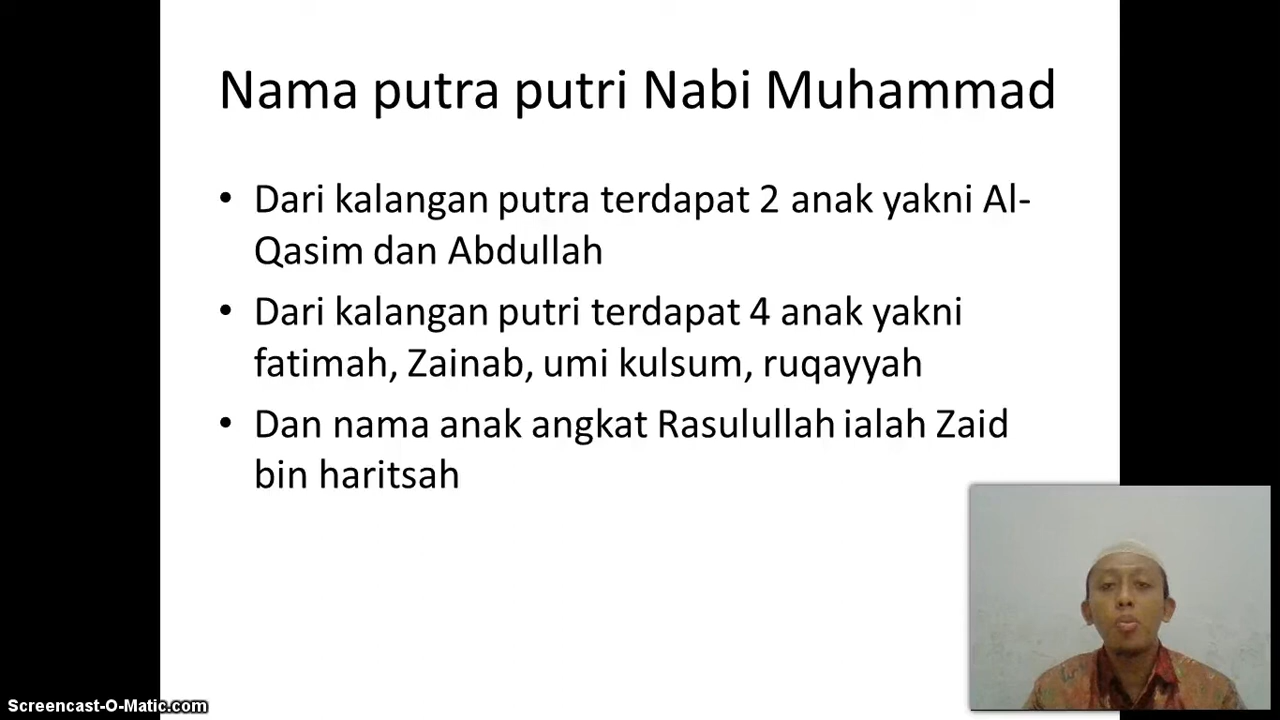 Nama putra putri Nabi Muhammad
• Dari kalangan putra terdapat 2 anak yakni Al-
Qasim dan Abdullah
• Dari kalangan putri terdapat 4 anak yakni
fatimah, Zainab, umi kulsum, ruqayyah
• Dan nama anak angkat Rasulullah ialah Zaid
bin haritsah
Screencast-O-Matic.com